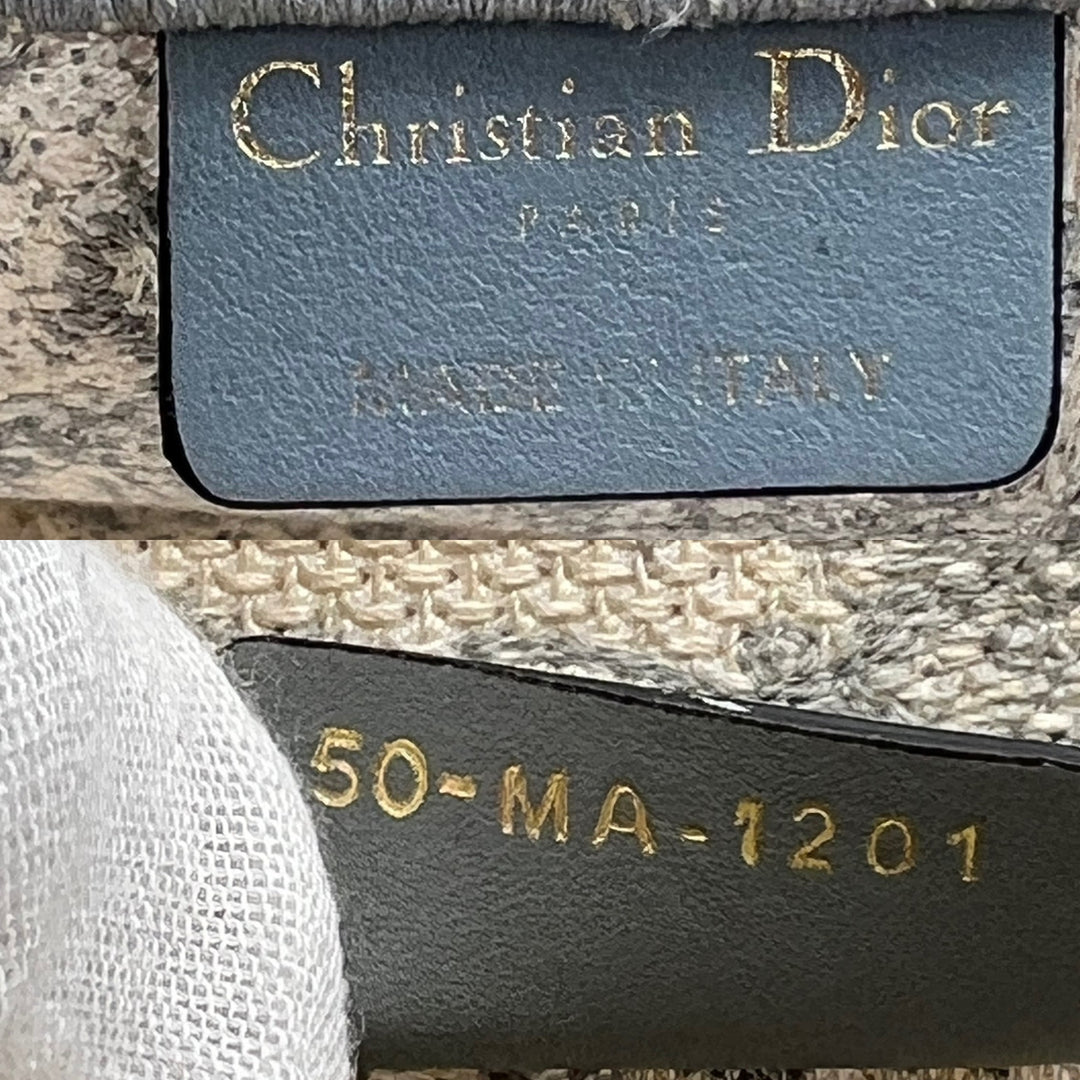 Christian Dior
PARIS
MADE IN ITALY
50-MA-1201